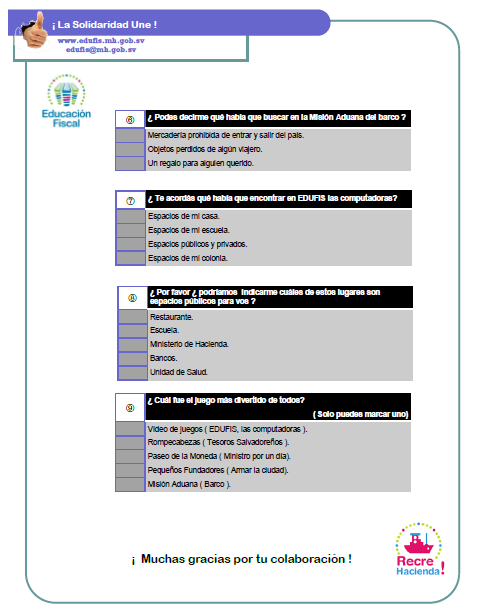 ¡ La Solidaridad Une !
www.edufis.mh.gob.sv
edufis@mh.gob.sv
Educación
Fiscal
6 ¿ Podes decirme qué había que buscar en la Misión Aduana del barco ?
Mercadería prohibida de entrar y salir del país.
Objetos perdidos de algún viajero.
Un regalo para alguien querido.
7 ¿ Te acordás qué había que encontrar en EDUFIS las computadoras?
Espacios de mi casa.
Espacios de mi escuela.
Espacios públicos y privados.
Espacios de mi colonia.
8 ¿ Por favor ¿ podríamos indicarme cuáles de estos lugares son
espacios públicos para vos ?
Restaurante.
Escuela.
Ministerio de Hacienda.
Bancos.
Unidad de Salud.
9 ¿ Cuál fue el juego más divertido de todos?
( Solo puedes marcar uno)
Video de juegos ( EDUFIS, las computadoras ).
Rompecabezas ( Tesoros Salvadoreños ).
Paseo de la Moneda ( Ministro por un día).
Pequeños Fundadores ( Armar la ciudad).
Misión Aduana ( Barco ).
¡ Muchas gracias por tu colaboración !
Recre
Hacienda!